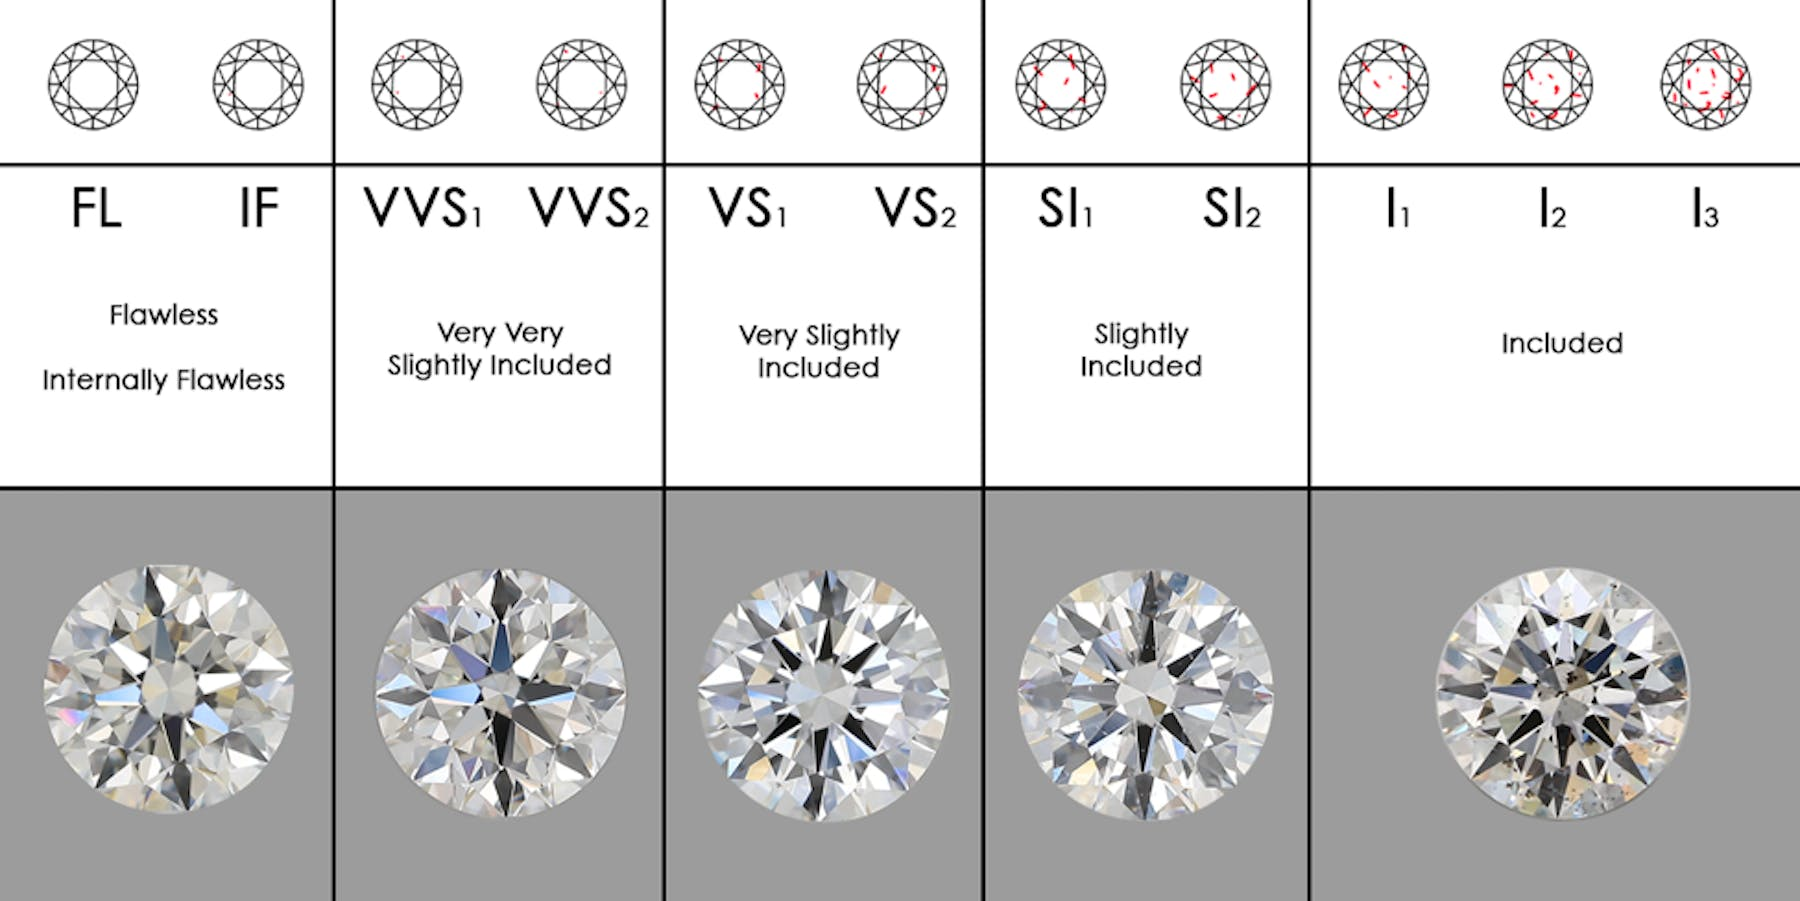 FL IF VVS1 VVS2 VS1 VS2 SI1 SI2 I1 I2 I3
Flawless
Internally Flawless
Very Very
Slightly Included
Very Slightly
Included
Slightly
Included
Included